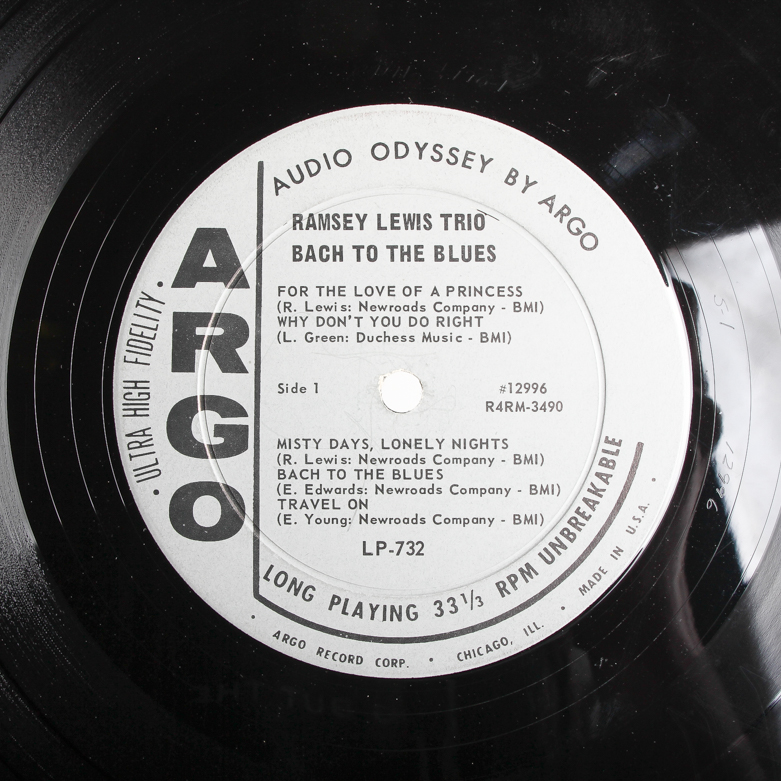 AUDIO ODYSSEY BY ARGO
RAMSEY LEWIS TRIO
BACH TO THE BLUES
ARGO
• ULTRA HIGH FIDELITY •
FOR THE LOVE OF A PRINCESS
(R. Lewis: Newroads Company - BMI)
WHY DON'T YOU DO RIGHT
(L. Green: Duchess Music - BMI)
Side 1
#12996
R4RM-3490
MISTY DAYS, LONELY NIGHTS
(R. Lewis: Newroads Company - BMI)
BACH TO THE BLUES
(E. Edwards: Newroads Company - BMI)
TRAVEL ON
(E. Young: Newroads Company - BMI)
LP-732
LONG PLAYING 33⅓ RPM UNBREAKABLE
• ARGO RECORD CORP. • CHICAGO, ILL. • MADE IN U.S.A. •
12996